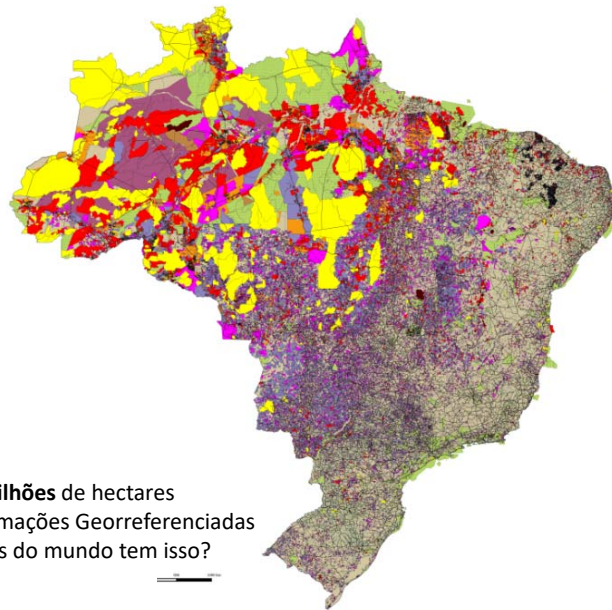 ilhões de hectares
mações Georreferenciadas
s do mundo tem isso?